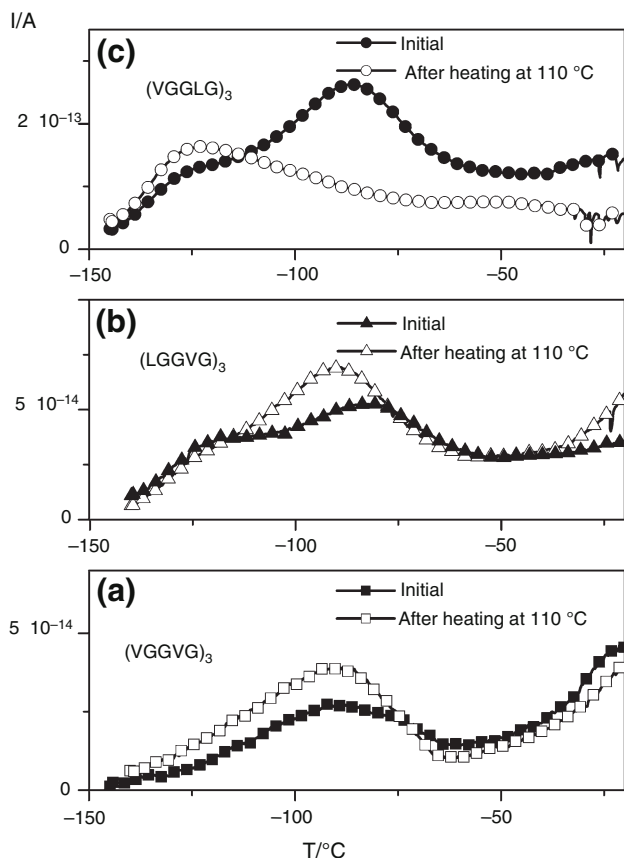 I/A
(c)
Initial
After heating at 110 °C
(VGGLG)3
2 10-13
0
−150 −100 −50
(b)
Initial
After heating at 110 °C
(LGGVG)3
5 10-14
0
−150 −100 −50
(a)
Initial
After heating at 110 °C
(VGGVG)3
5 10-14
0
−150 −100 −50
T/°C